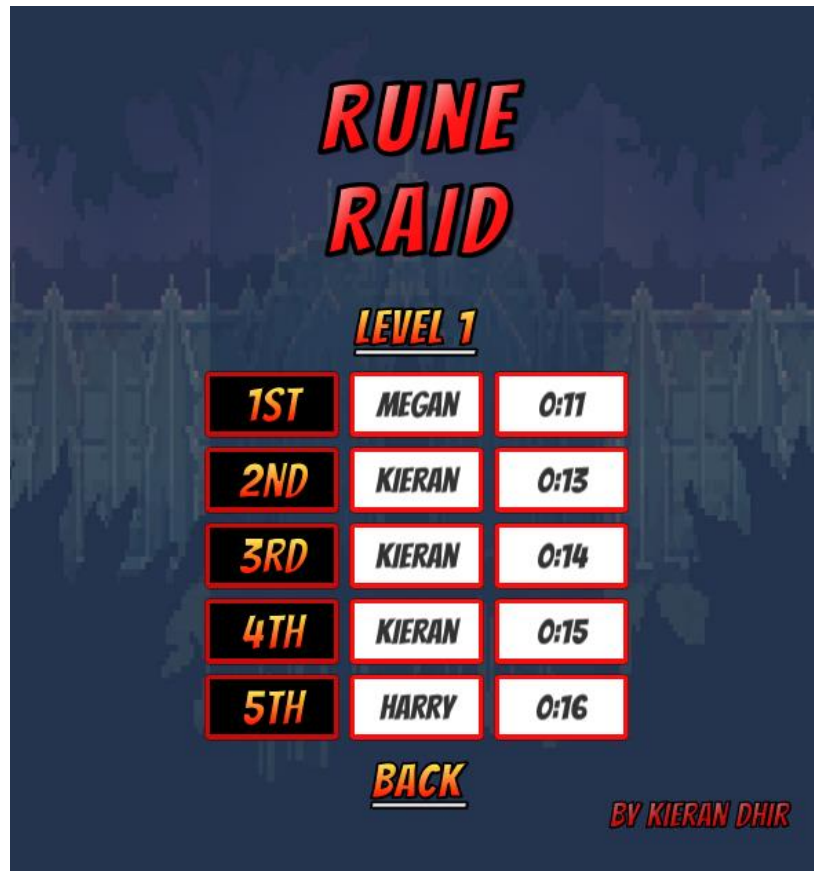 RUNE
RAID
LEVEL 1
1ST MEGAN 0:11
2ND KIERAN 0:13
3RD KIERAN 0:14
4TH KIERAN 0:15
5TH HARRY 0:16
BACK
BY KIERAN DHIR